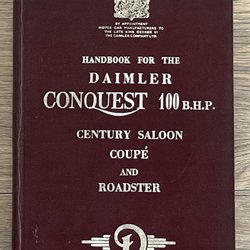 BY APPOINTMENT
MOTOR CAR MANUFACTURERS TO
THE LATE KING GEORGE VI
THE DAIMLER COMPANY LTD.
HANDBOOK FOR THE
DAIMLER
CONQUEST 100 B.H.P.
CENTURY SALOON
COUPÉ
AND
ROADSTER